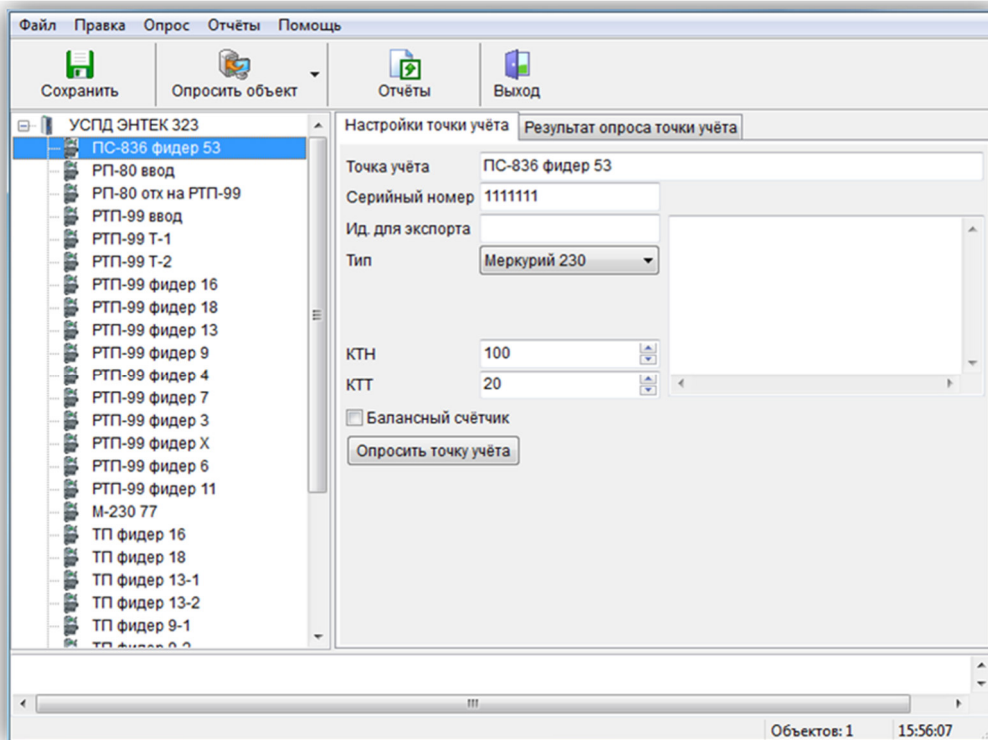 Файл Правка Опрос Отчёты Помощь
Сохранить Опросить объект Отчёты Выход
УСПД ЭНТЕК 323
ПС-836 фидер 53
РП-80 ввод
РП-80 отх на РТП-99
РТП-99 ввод
РТП-99 Т-1
РТП-99 Т-2
РТП-99 фидер 16
РТП-99 фидер 18
РТП-99 фидер 13
РТП-99 фидер 9
РТП-99 фидер 4
РТП-99 фидер 7
РТП-99 фидер 3
РТП-99 фидер Х
РТП-99 фидер 6
РТП-99 фидер 11
М-230 77
ТП фидер 16
ТП фидер 18
ТП фидер 13-1
ТП фидер 13-2
ТП фидер 9-1
ТП фидер 9-2
Настройки точки учёта Результат опроса точки учёта
Точка учёта ПС-836 фидер 53
Серийный номер 1111111
Ид. для экспорта
Тип Меркурий 230
КТН 100
КТТ 20
Балансный счётчик
Опросить точку учёта
Объектов: 1 15:56:07